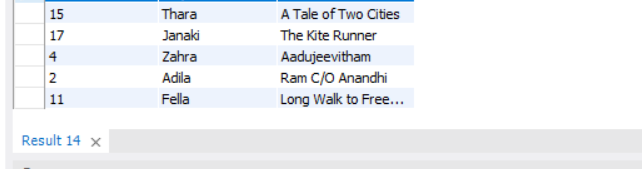 15 Thara A Tale of Two Cities
17 Janaki The Kite Runner
4 Zahra Aadujeevitham
2 Adila Ram C/O Anandhi
11 Fella Long Walk to Free...
Result 14 ×